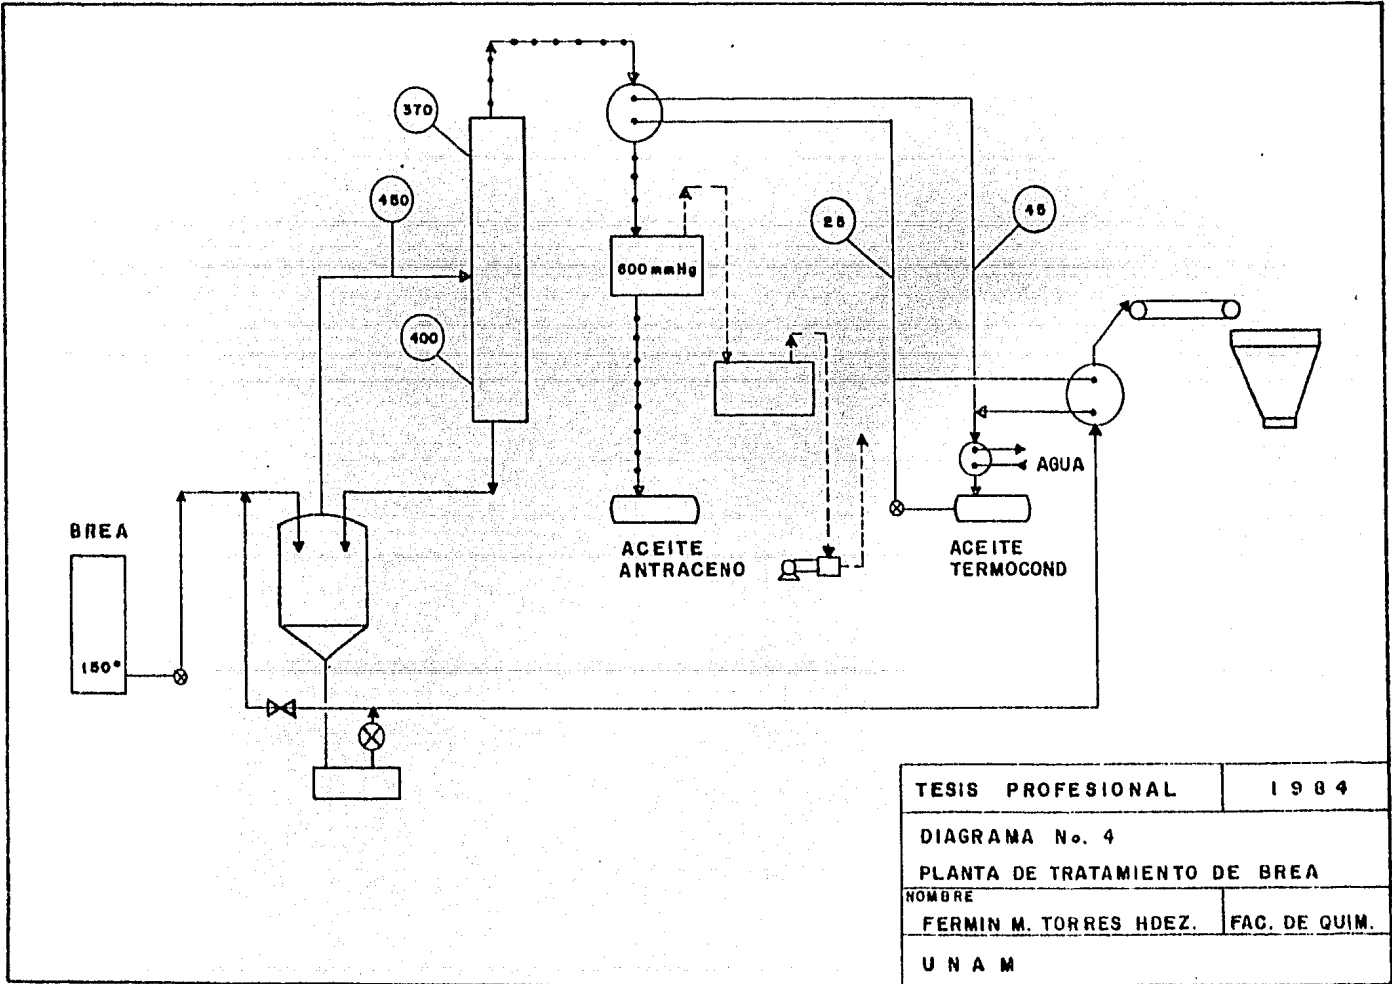 370
450
25
45
600 mmHg
400
AGUA
BREA
ACEITE
ANTRACENO
ACEITE
TERMOCOND
150°
TESIS PROFESIONAL 1984
DIAGRAMA No. 4
PLANTA DE TRATAMIENTO DE BREA
NOMBRE
FERMIN M. TORRES HDEZ. FAC. DE QUIM.
U N A M